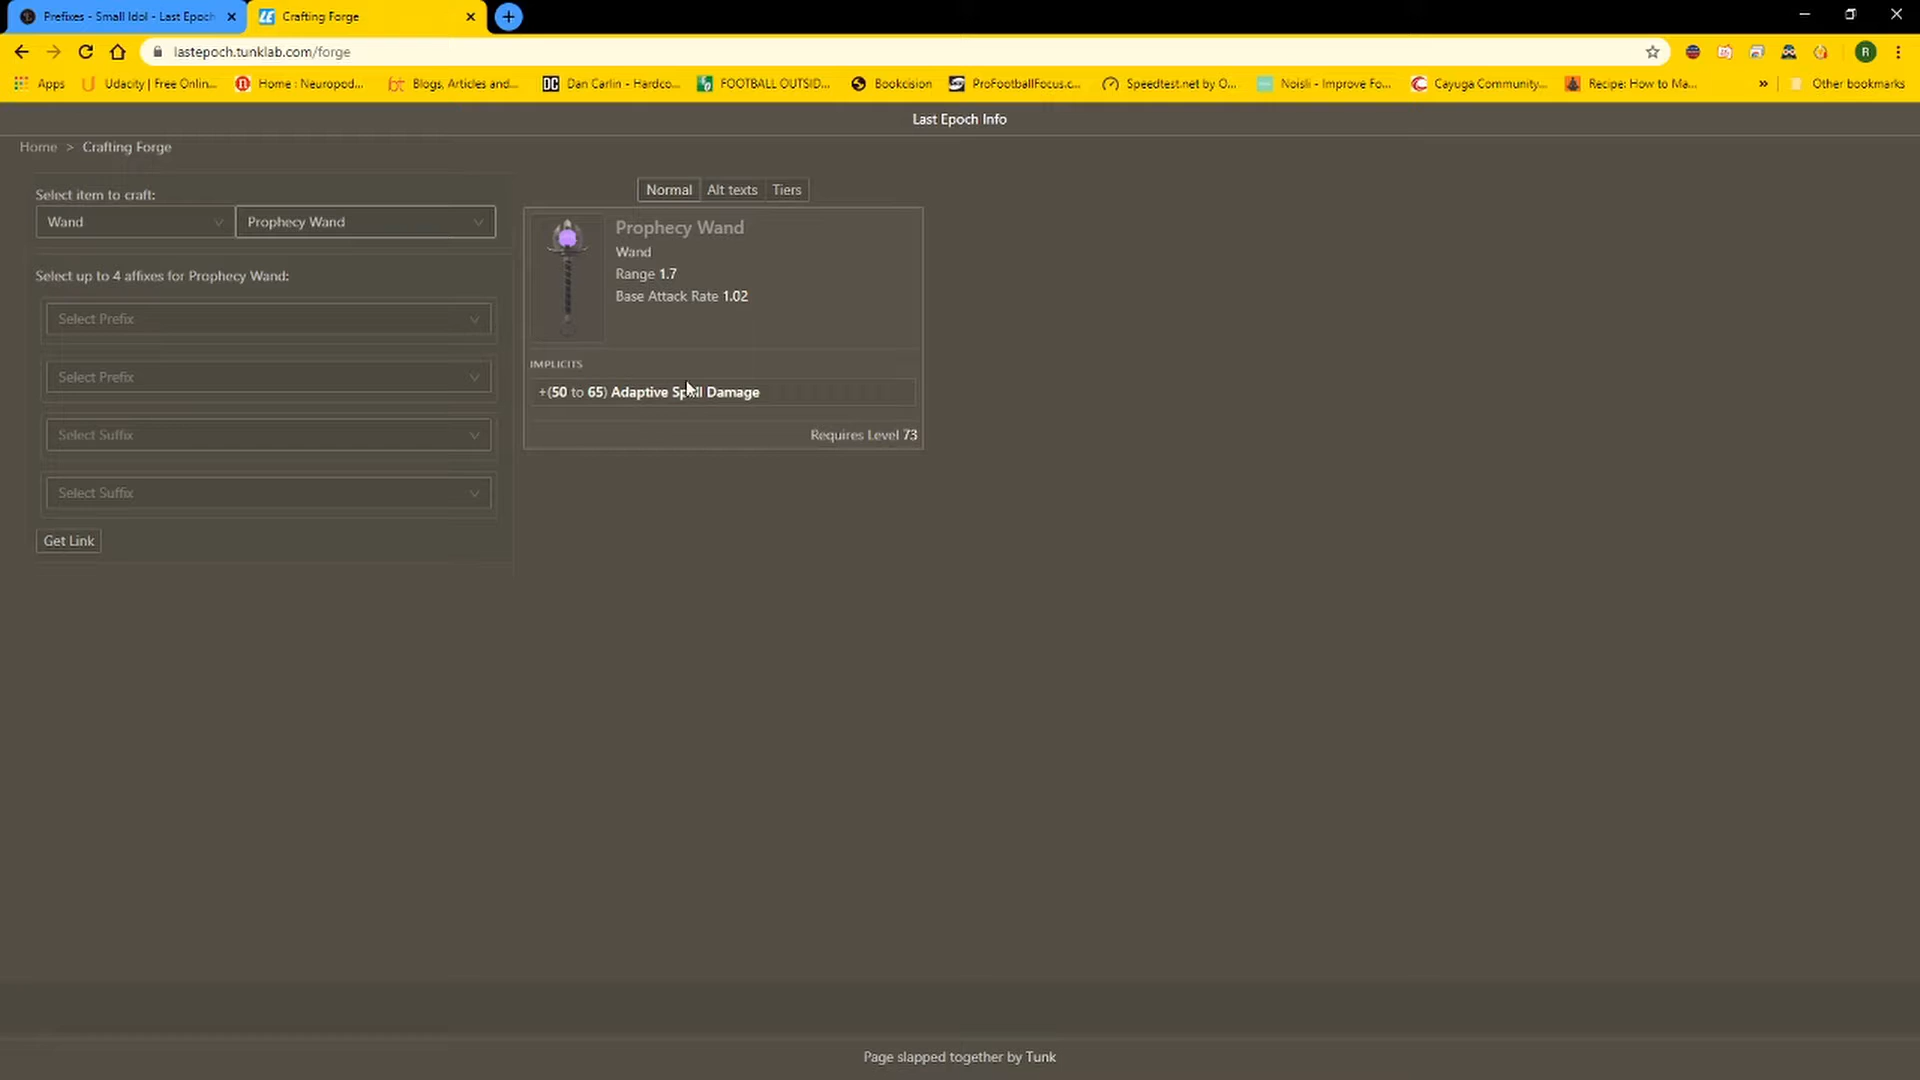 Prefixes - Small Idol - Last Epoch
Crafting Forge
lastepoch.tunklab.com/forge
R
Apps
Udacity | Free Onlin...
Home : Neuropod...
Blogs, Articles and...
DC Dan Carlin - Hardco...
FOOTBALL OUTSID...
Bookcision
ProFootballFocus.c...
Speedtest.net by O...
Noisli - Improve Fo...
Cayuga Community...
Recipe: How to Ma...
»
Other bookmarks
Last Epoch Info
Home > Crafting Forge
Select item to craft:
Wand
Prophecy Wand
Select up to 4 affixes for Prophecy Wand:
Select Prefix
Select Prefix
Select Suffix
Select Suffix
Get Link
Normal Alt texts Tiers
Prophecy Wand
Wand
Range 1.7
Base Attack Rate 1.02
IMPLICITS
+(50 to 65) Adaptive Spell Damage
Requires Level 73
Page slapped together by Tunk